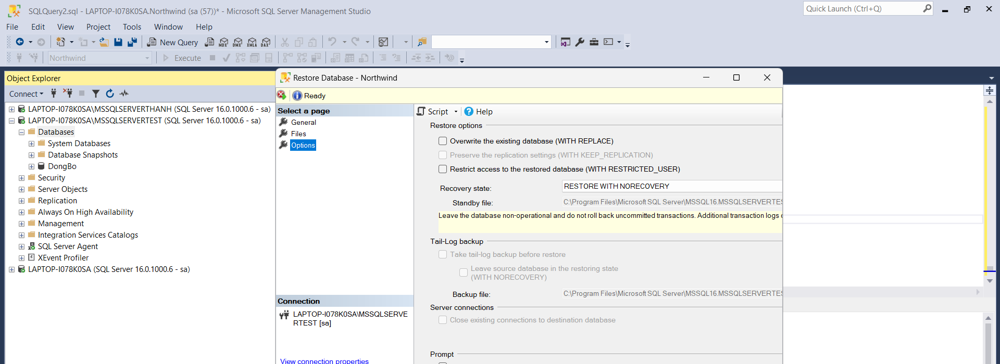 SQLQuery2.sql - LAPTOP-I078K0SA.Northwind (sa (57))* - Microsoft SQL Server Management Studio
Quick Launch (Ctrl+Q)
File Edit View Project Tools Window Help
New Query MDX DMX XMLA DAX
Northwind Execute
Object Explorer
Connect
LAPTOP-I078K0SA\MSSQLSERVERTHANH (SQL Server 16.0.1000.6 - sa)
LAPTOP-I078K0SA\MSSQLSERVERTEST (SQL Server 16.0.1000.6 - sa)
Databases
System Databases
Database Snapshots
DongBo
Security
Server Objects
Replication
Always On High Availability
Management
Integration Services Catalogs
SQL Server Agent
XEvent Profiler
LAPTOP-I078K0SA (SQL Server 16.0.1000.6 - sa)
Restore Database - Northwind
Ready
Select a page
General
Files
Options
Connection
LAPTOP-I078K0SA\MSSQLSERVE
RTEST [sa]
View connection properties
Script Help
Restore options
Overwrite the existing database (WITH REPLACE)
Preserve the replication settings (WITH KEEP_REPLICATION)
Restrict access to the restored database (WITH RESTRICTED_USER)
Recovery state: RESTORE WITH NORECOVERY
Standby file: C:\Program Files\Microsoft SQL Server\MSSQL16.MSSQLSERVERTES
Leave the database non-operational and do not roll back uncommitted transactions. Additional transaction logs
Tail-Log backup
Take tail-log backup before restore
Leave source database in the restoring state
(WITH NORECOVERY)
Backup file: C:\Program Files\Microsoft SQL Server\MSSQL16.MSSQLSERVERTES
Server connections
Close existing connections to destination database
Prompt